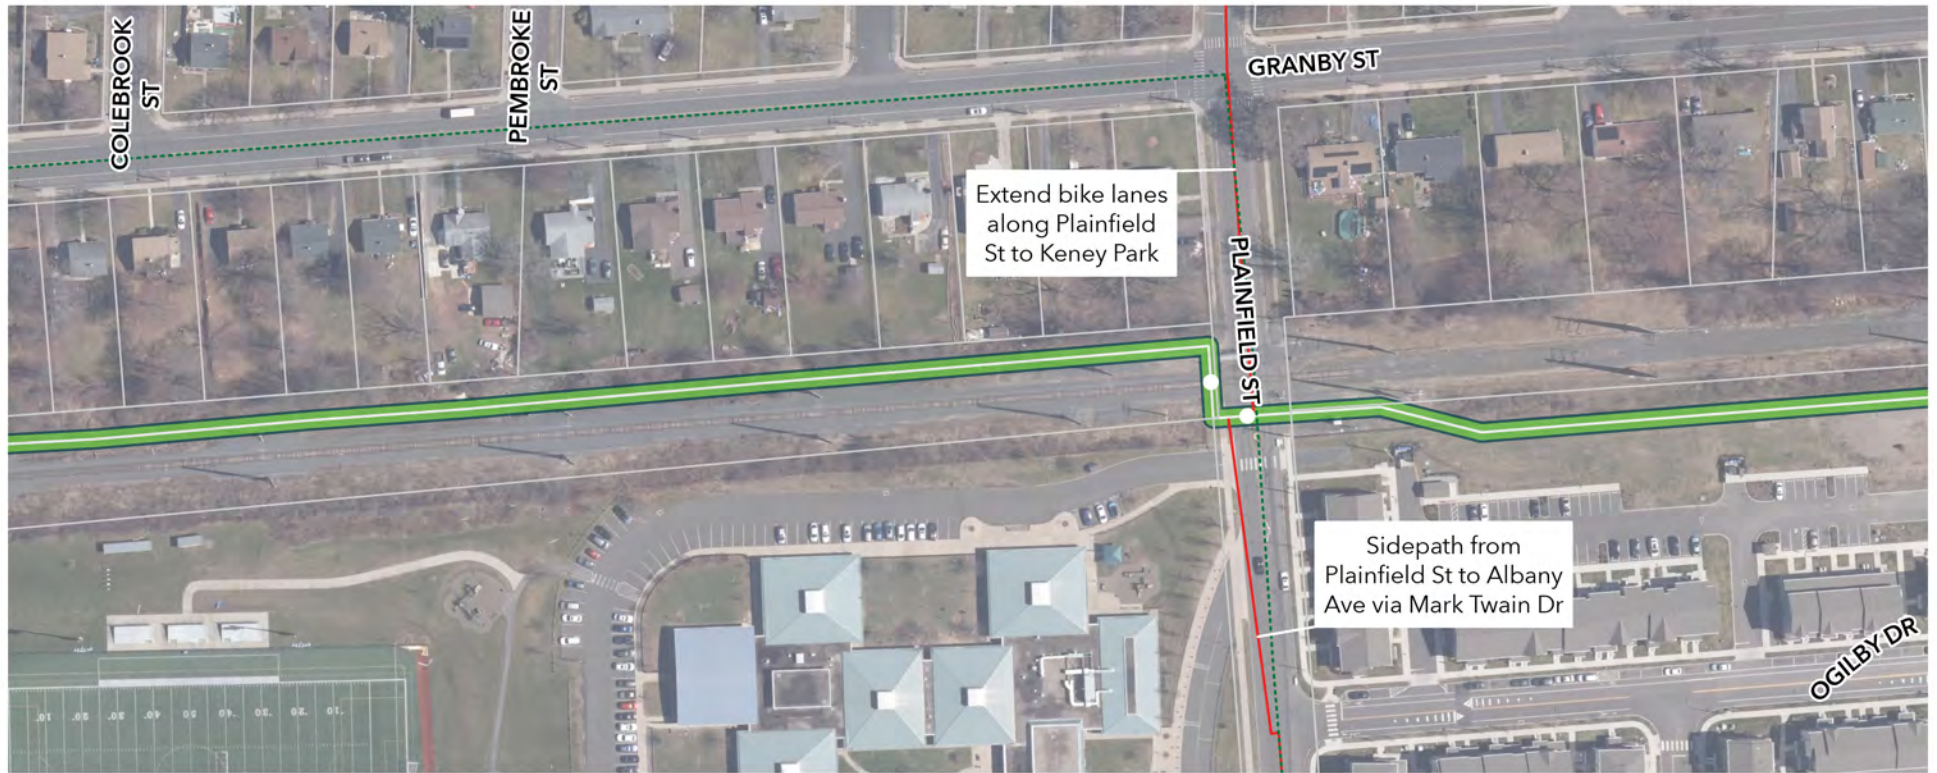 COLEBROOK
ST
PEMBROKE
ST
GRANBY ST
Extend bike lanes
along Plainfield
St to Keney Park
PLAINFIELD ST
Sidepath from
Plainfield St to Albany
Ave via Mark Twain Dr
OGILBY DR